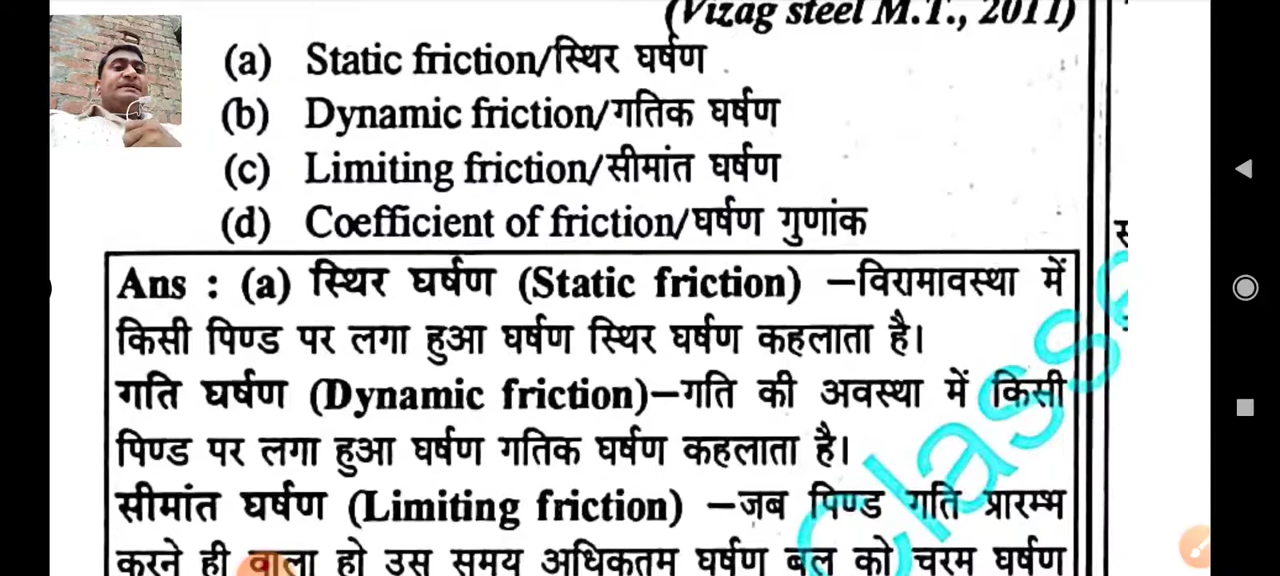 (Vizag steel M.T., 2011)
(a) Static friction/स्थिर घर्षण
(b) Dynamic friction/गतिक घर्षण
(c) Limiting friction/सीमांत घर्षण
(d) Coefficient of friction/घर्षण गुणांक
Ans : (a) स्थिर घर्षण (Static friction) –विरामावस्था में
किसी पिण्ड पर लगा हुआ घर्षण स्थिर घर्षण कहलाता है।
गति घर्षण (Dynamic friction)–गति की अवस्था में किसी
पिण्ड पर लगा हुआ घर्षण गतिक घर्षण कहलाता है।
सीमांत घर्षण (Limiting friction) –जब पिण्ड गति प्रारम्भ
करने ही वाला हो उस समय अधिकतम घर्षण बल को चरम घर्षण
Classe